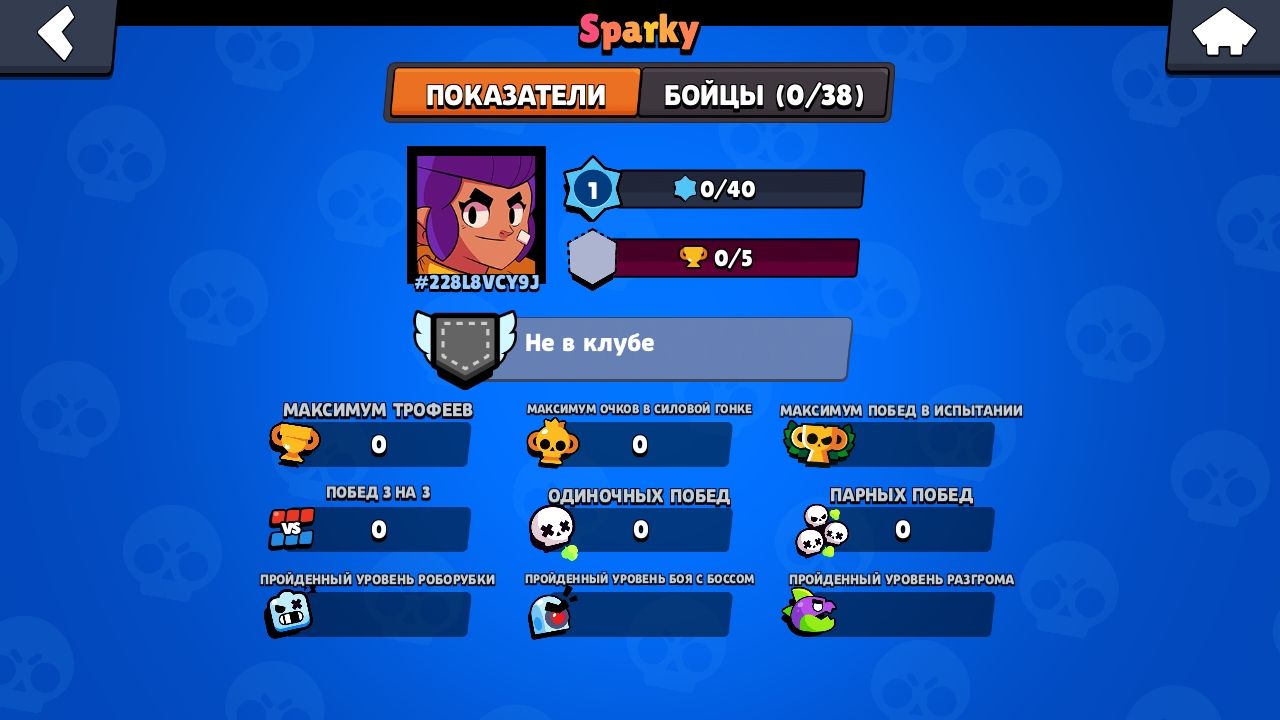 Sparky
ПОКАЗАТЕЛИ
БОЙЦЫ (0/38)
1
0/40
0/5
#228L8VCY9J
Не в клубе
МАКСИМУМ ТРОФЕЕВ
МАКСИМУМ ОЧКОВ В СИЛОВОЙ ГОНКЕ
МАКСИМУМ ПОБЕД В ИСПЫТАНИИ
0
0
ПОБЕД 3 НА 3
ОДИНОЧНЫХ ПОБЕД
ПАРНЫХ ПОБЕД
VS
0
0
0
ПРОЙДЕННЫЙ УРОВЕНЬ РОБОРУБКИ
ПРОЙДЕННЫЙ УРОВЕНЬ БОЯ С БОССОМ
ПРОЙДЕННЫЙ УРОВЕНЬ РАЗГРОМА